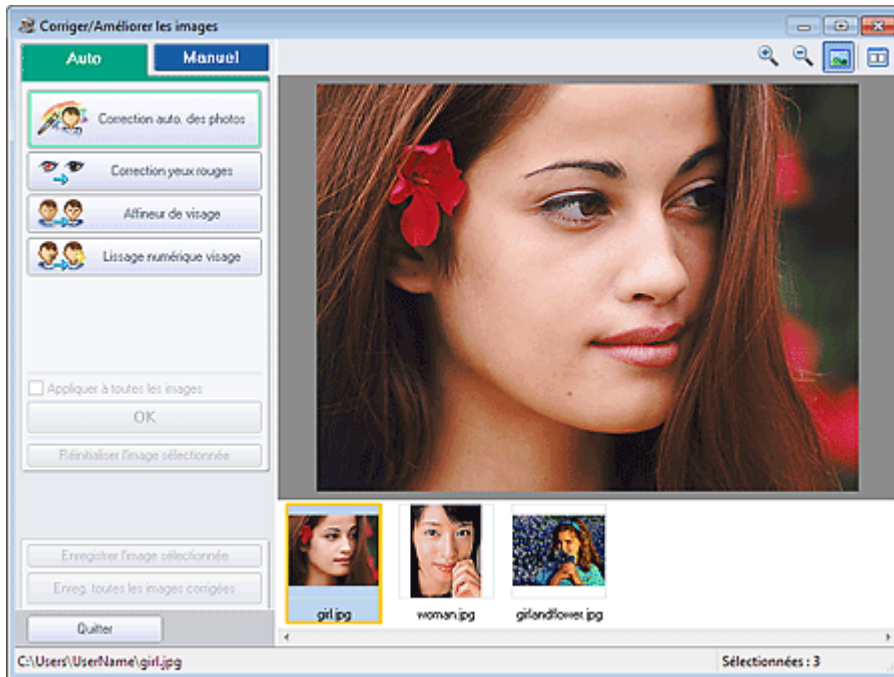 Corriger/Améliorer les images
Auto
Manuel
Correction auto. des photos
Correction yeux rouges
Affineur de visage
Lissage numérique visage
Appliquer à toutes les images
OK
Réinitialiser l'image sélectionnée
Enregistrer l'image sélectionnée
Enreg. toutes les images corrigées
Quitter
girl.jpg
woman.jpg
girlandflower.jpg
C:\Users\UserName\girl.jpg
Sélectionnées : 3